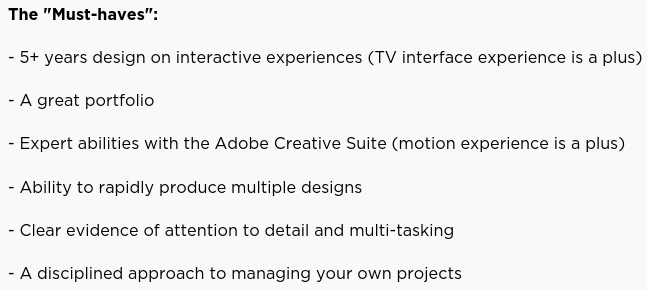 The "Must-haves":
- 5+ years design on interactive experiences (TV interface experience is a plus)
- A great portfolio
- Expert abilities with the Adobe Creative Suite (motion experience is a plus)
- Ability to rapidly produce multiple designs
- Clear evidence of attention to detail and multi-tasking
- A disciplined approach to managing your own projects